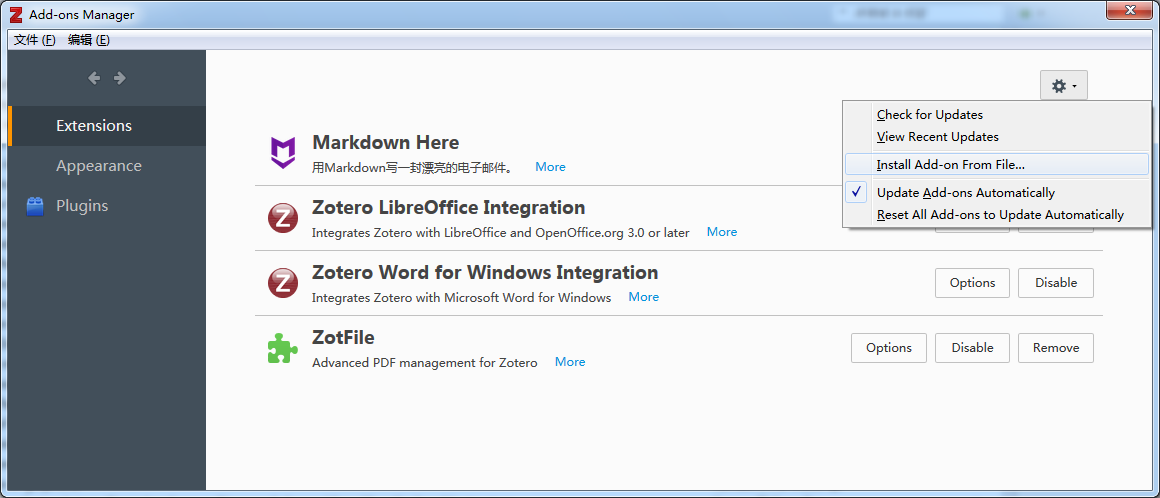 Add-ons Manager
文件 (F) 编辑 (E)
Extensions
Appearance
Plugins
Check for Updates
View Recent Updates
Install Add-on From File...
Update Add-ons Automatically
Reset All Add-ons to Update Automatically
Markdown Here
用Markdown写一封漂亮的电子邮件。 More
Zotero LibreOffice Integration
Integrates Zotero with LibreOffice and OpenOffice.org 3.0 or later More
Zotero Word for Windows Integration
Integrates Zotero with Microsoft Word for Windows More
Options Disable
ZotFile
Advanced PDF management for Zotero More
Options Disable Remove